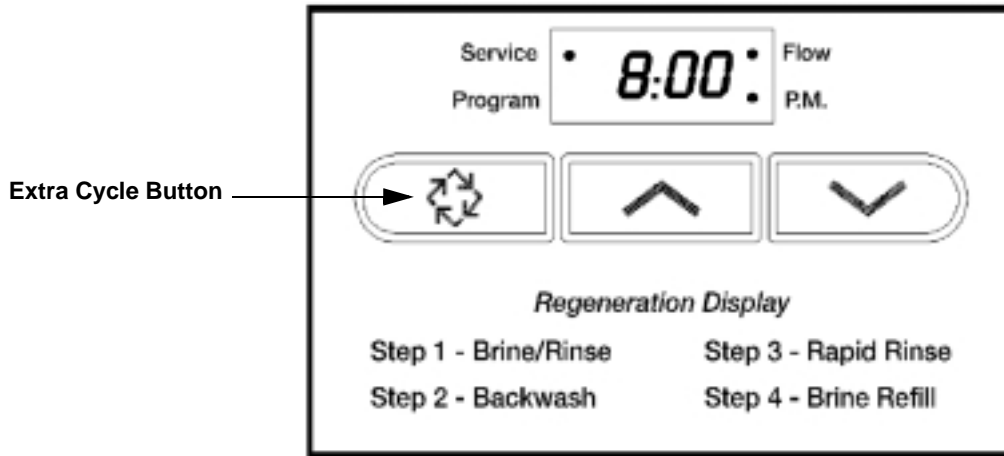 Service 8:00 Flow
Program P.M.
Extra Cycle Button
Regeneration Display
Step 1 - Brine/Rinse Step 3 - Rapid Rinse
Step 2 - Backwash Step 4 - Brine Refill